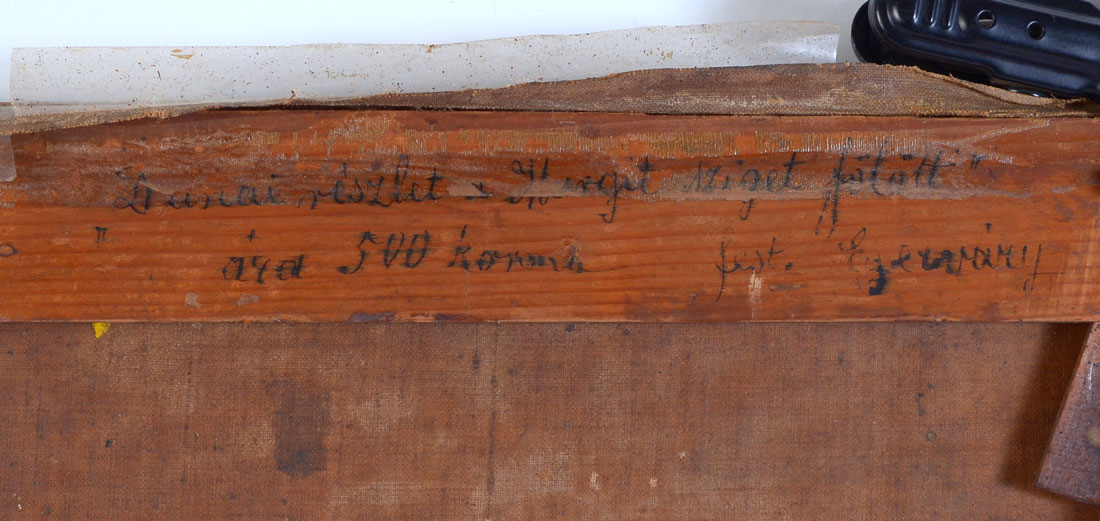 "Dunai részlet a Margit sziget fölött"
" ára 500 korona fest. Egerváry